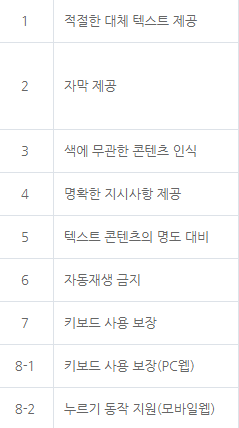 1 적절한 대체 텍스트 제공
2 자막 제공
3 색에 무관한 콘텐츠 인식
4 명확한 지시사항 제공
5 텍스트 콘텐츠의 명도 대비
6 자동재생 금지
7 키보드 사용 보장
8-1 키보드 사용 보장(PC웹)
8-2 누르기 동작 지원(모바일웹)